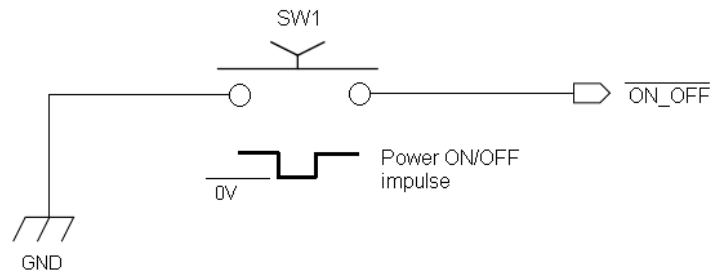 SW1
ON_OFF
Power ON/OFF
impulse
0V
GND